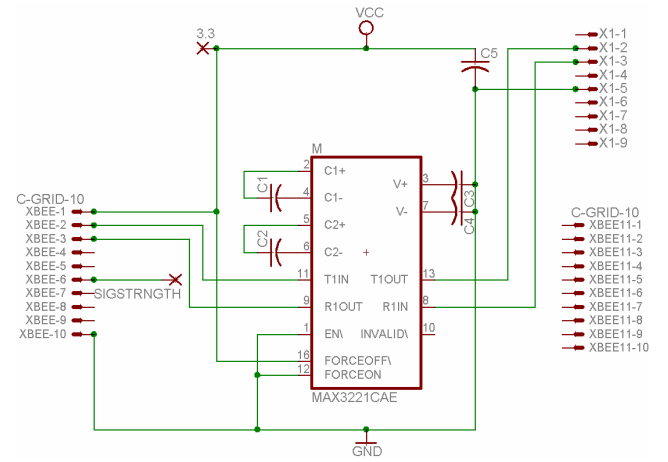 VCC
3.3
C5
X1-1
X1-2
X1-3
X1-4
X1-5
X1-6
X1-7
X1-8
X1-9
M
2 C1+
C1
4 C1-
5 C2+
C2
6 C2-
11 T1IN
9 R1OUT
1 EN\
16 FORCEOFF\
12 FORCEON
V+ 3
C3
V- 7
C4
T1OUT 13
R1IN 8
INVALID\ 10
MAX3221CAE
GND
C-GRID-10
XBEE-1
XBEE-2
XBEE-3
XBEE-4
XBEE-5
XBEE-6
XBEE-7
SIGSTRNGTH
XBEE-8
XBEE-9
XBEE-10
C-GRID-10
XBEE11-1
XBEE11-2
XBEE11-3
XBEE11-4
XBEE11-5
XBEE11-6
XBEE11-7
XBEE11-8
XBEE11-9
XBEE11-10